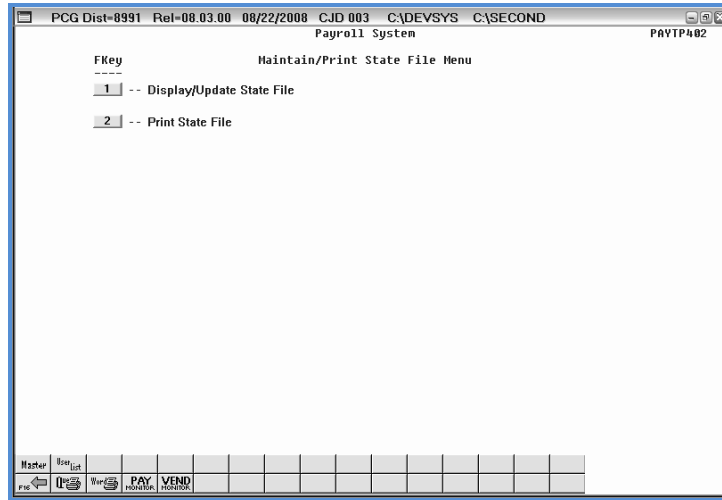 PCG Dist=8991 Rel=08.03.00 08/22/2008 CJD 003 C:\DEVSYS C:\SECOND
Payroll System PAYTP402
FKey Maintain/Print State File Menu
----
1 -- Display/Update State File
2 -- Print State File
Master User List
F16 Word PAY MONITOR VEND MONITOR